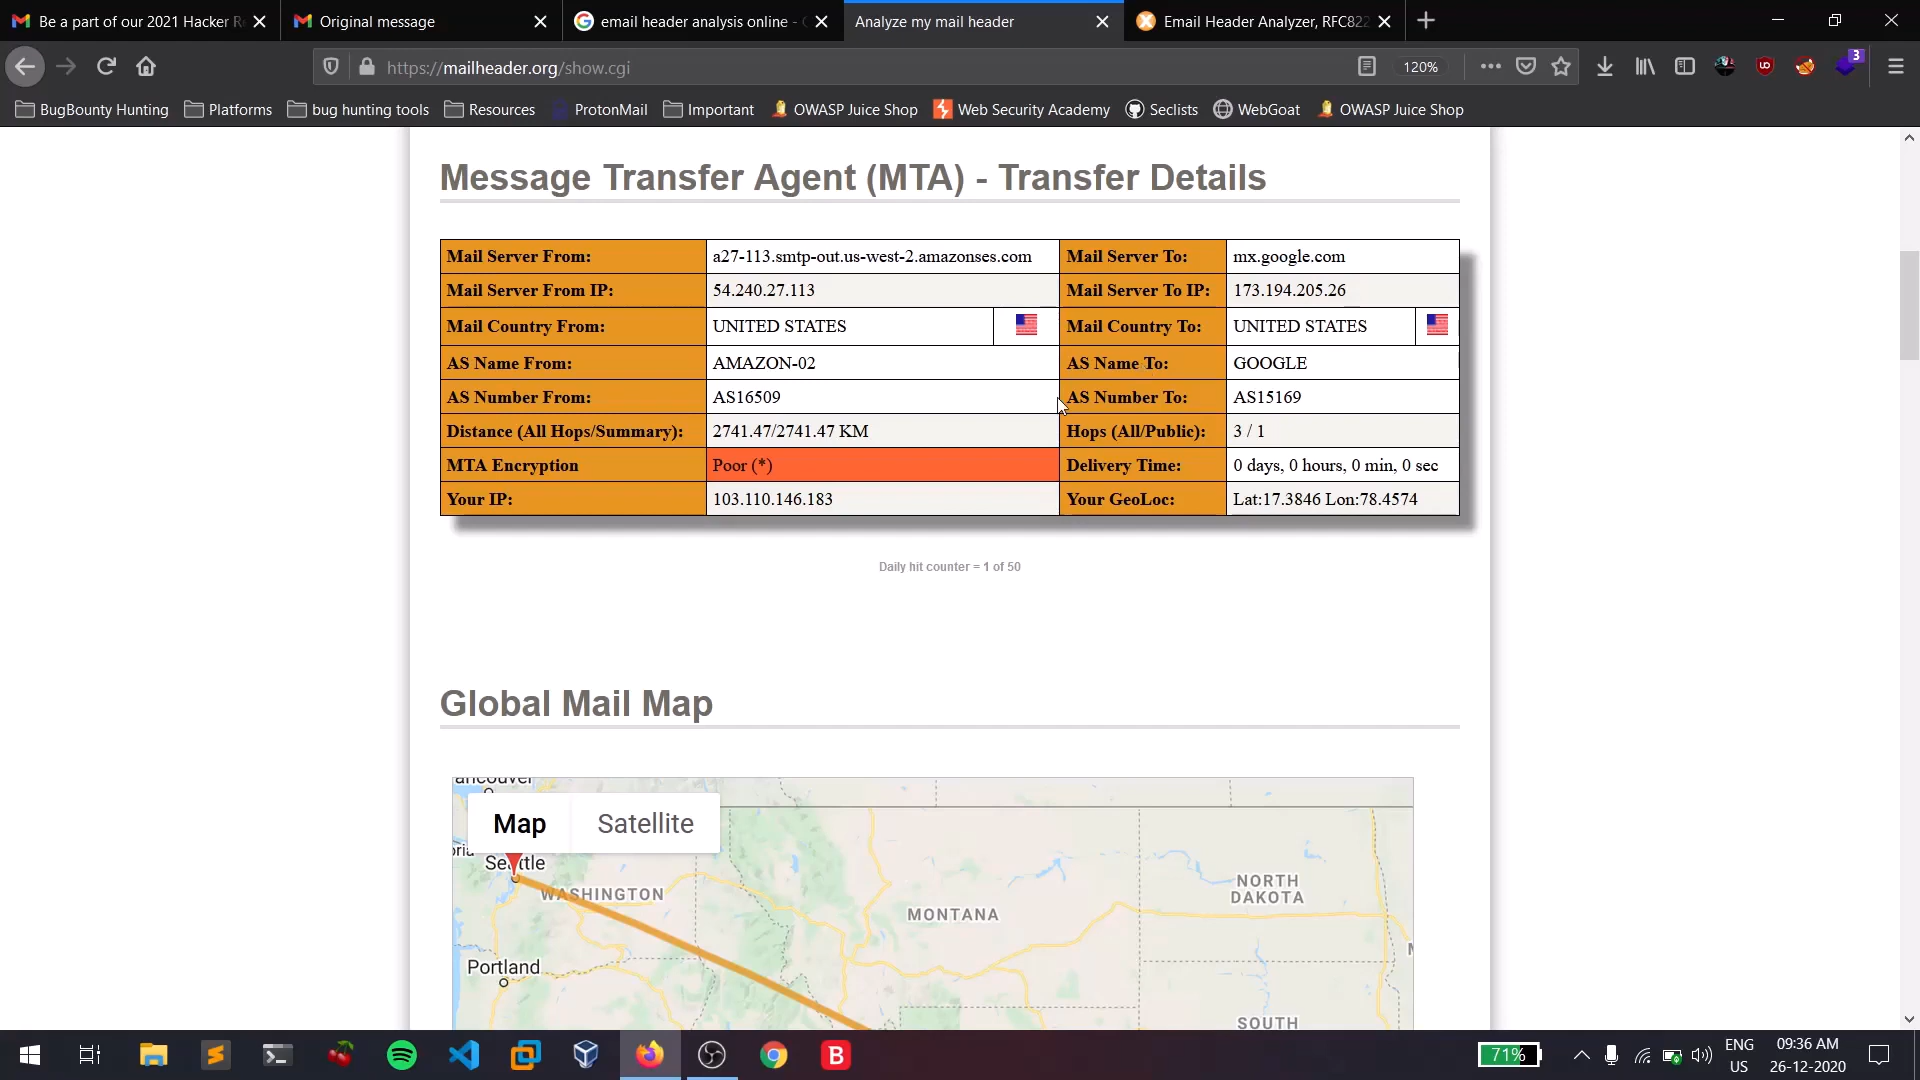 Be a part of our 2021 Hacker R
Original message
email header analysis online -
Analyze my mail header
Email Header Analyzer, RFC822
https://mailheader.org/show.cgi
120%
3
BugBounty Hunting
Platforms
bug hunting tools
Resources
ProtonMail
Important
OWASP Juice Shop
Web Security Academy
Seclists
WebGoat
OWASP Juice Shop
Message Transfer Agent (MTA) - Transfer Details
Mail Server From: a27-113.smtp-out.us-west-2.amazonses.com Mail Server To: mx.google.com
Mail Server From IP: 54.240.27.113 Mail Server To IP: 173.194.205.26
Mail Country From: UNITED STATES Mail Country To: UNITED STATES
AS Name From: AMAZON-02 AS Name To: GOOGLE
AS Number From: AS16509 AS Number To: AS15169
Distance (All Hops/Summary): 2741.47/2741.47 KM Hops (All/Public): 3 / 1
MTA Encryption Poor (*) Delivery Time: 0 days, 0 hours, 0 min, 0 sec
Your IP: 103.110.146.183 Your GeoLoc: Lat:17.3846 Lon:78.4574
Daily hit counter = 1 of 50
Global Mail Map
Map
Satellite
Seattle
WASHINGTON
MONTANA
NORTH
DAKOTA
Portland
SOUTH
71%
ENG
US
09:36 AM
26-12-2020